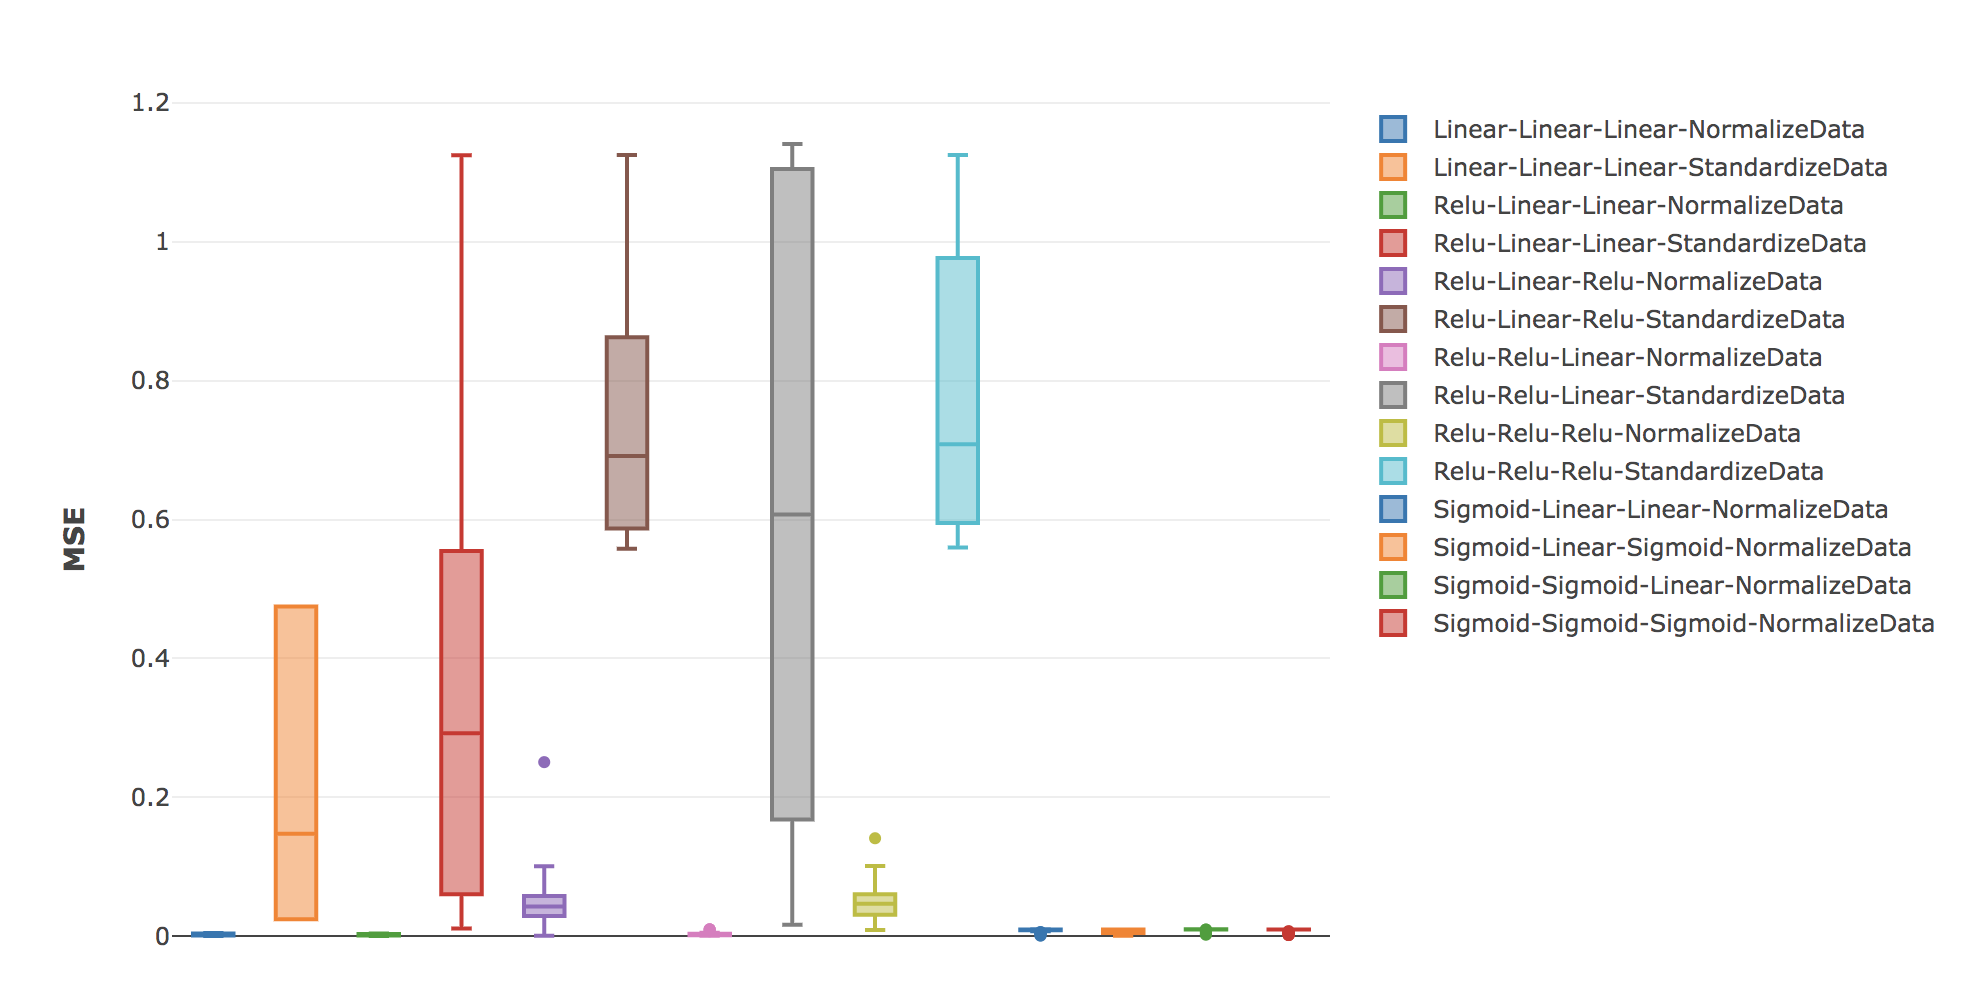 1.2
1
0.8
0.6
0.4
0.2
0
MSE
Linear-Linear-Linear-NormalizeData
Linear-Linear-Linear-StandardizeData
Relu-Linear-Linear-NormalizeData
Relu-Linear-Linear-StandardizeData
Relu-Linear-Relu-NormalizeData
Relu-Linear-Relu-StandardizeData
Relu-Relu-Linear-NormalizeData
Relu-Relu-Linear-StandardizeData
Relu-Relu-Relu-NormalizeData
Relu-Relu-Relu-StandardizeData
Sigmoid-Linear-Linear-NormalizeData
Sigmoid-Linear-Sigmoid-NormalizeData
Sigmoid-Sigmoid-Linear-NormalizeData
Sigmoid-Sigmoid-Sigmoid-NormalizeData